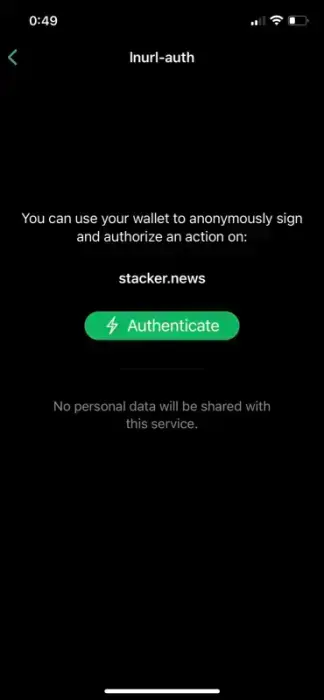 0:49
lnurl-auth
You can use your wallet to anonymously sign
and authorize an action on:
stacker.news
Authenticate
No personal data will be shared with
this service.